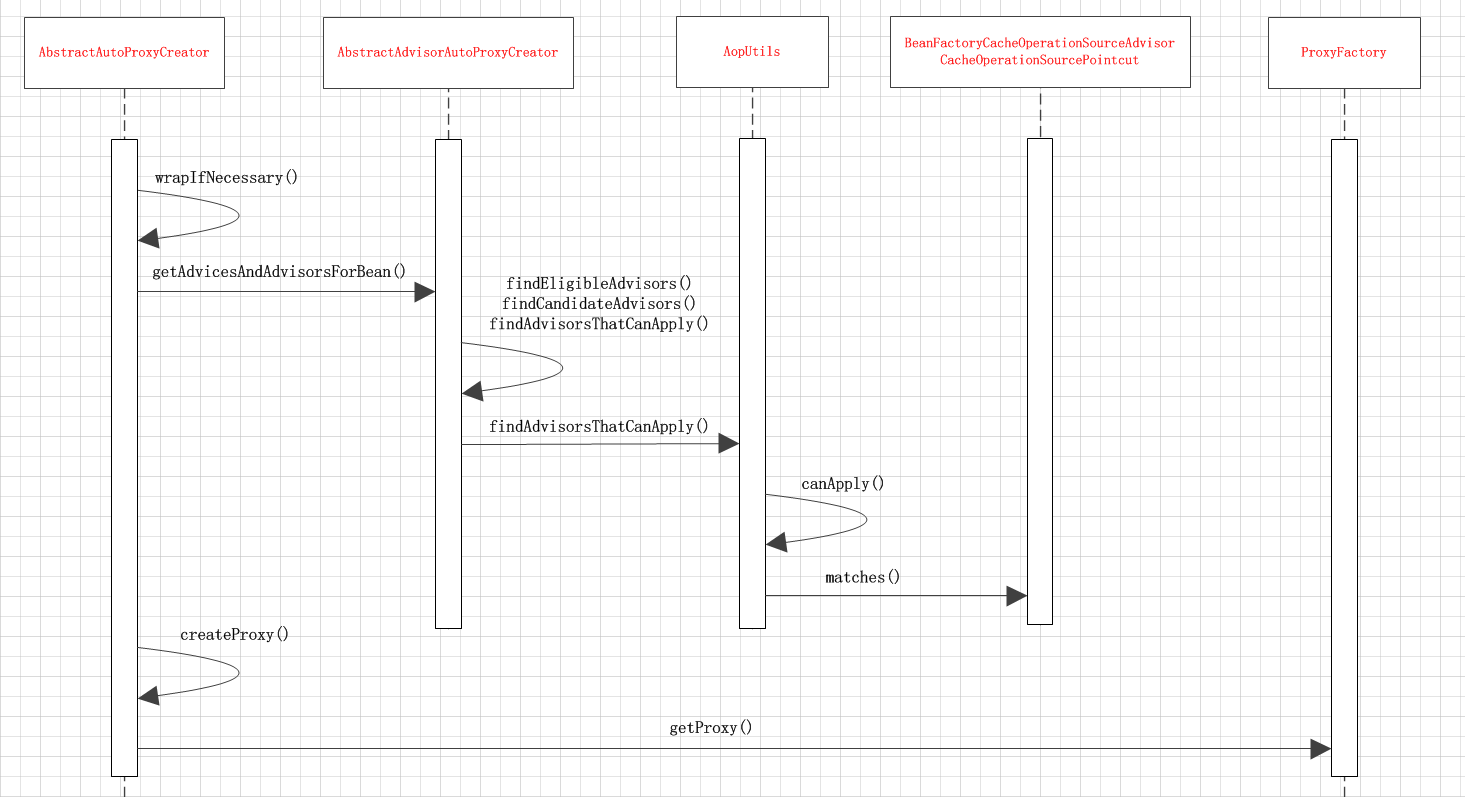 AbstractAutoProxyCreator
AbstractAdvisorAutoProxyCreator
AopUtils
BeanFactoryCacheOperationSourceAdvisor
CacheOperationSourcePointcut
ProxyFactory
wrapIfNecessary()
getAdvicesAndAdvisorsForBean()
findEligibleAdvisors()
findCandidateAdvisors()
findAdvisorsThatCanApply()
findAdvisorsThatCanApply()
canApply()
matches()
createProxy()
getProxy()